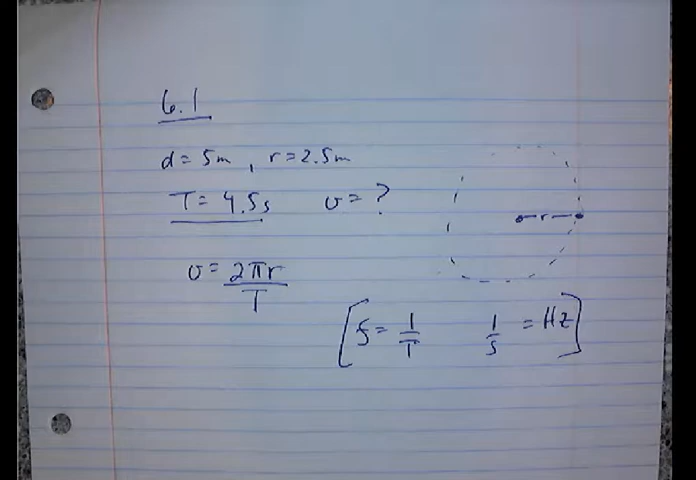 6.1
d = 5m , r = 2.5m
T = 4.5s v = ?
r
v = 2πr / T
[ f = 1/T 1/s = Hz ]